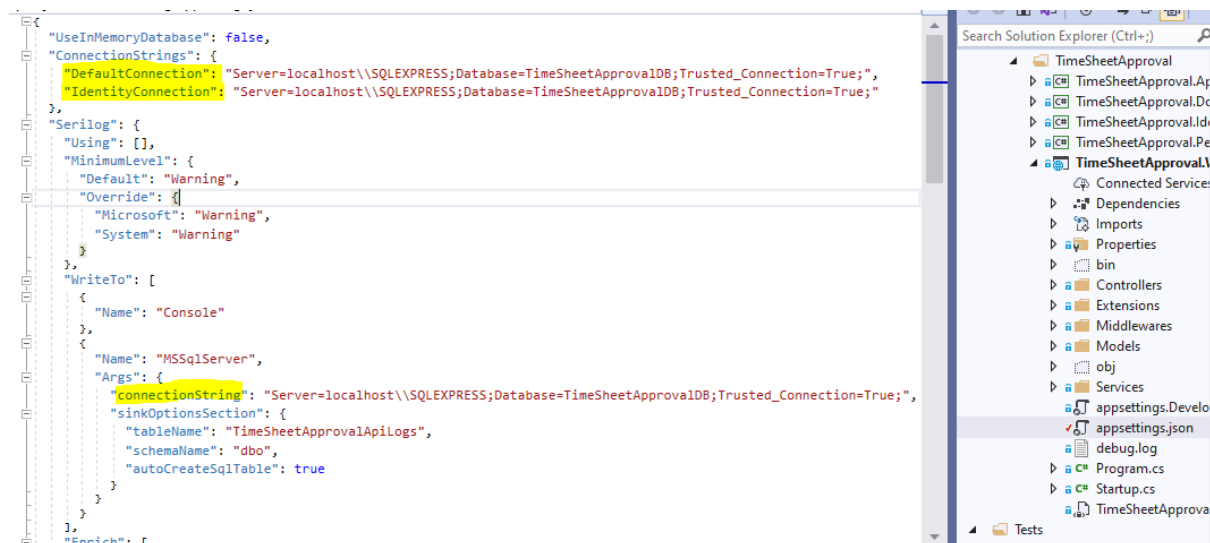 {
"UseInMemoryDatabase": false,
"ConnectionStrings": {
"DefaultConnection": "Server=localhost\\SQLEXPRESS;Database=TimeSheetApprovalDB;Trusted_Connection=True;",
"IdentityConnection": "Server=localhost\\SQLEXPRESS;Database=TimeSheetApprovalDB;Trusted_Connection=True;"
},
"Serilog": {
"Using": [],
"MinimumLevel": {
"Default": "Warning",
"Override": {
"Microsoft": "Warning",
"System": "Warning"
}
},
"WriteTo": [
{
"Name": "Console"
},
{
"Name": "MSSqlServer",
"Args": {
"connectionString": "Server=localhost\\SQLEXPRESS;Database=TimeSheetApprovalDB;Trusted_Connection=True;",
"sinkOptionsSection": {
"tableName": "TimeSheetApprovalApiLogs",
"schemaName": "dbo",
"autoCreateSqlTable": true
}
}
}
],
"Enrich": [
Search Solution Explorer (Ctrl+;)
TimeSheetApproval
C# TimeSheetApproval.Ap
C# TimeSheetApproval.Do
C# TimeSheetApproval.Ide
C# TimeSheetApproval.Pe
TimeSheetApproval.W
Connected Services
Dependencies
Imports
Properties
bin
Controllers
Extensions
Middlewares
Models
obj
Services
appsettings.Develo
appsettings.json
debug.log
C# Program.cs
C# Startup.cs
TimeSheetApprova
Tests